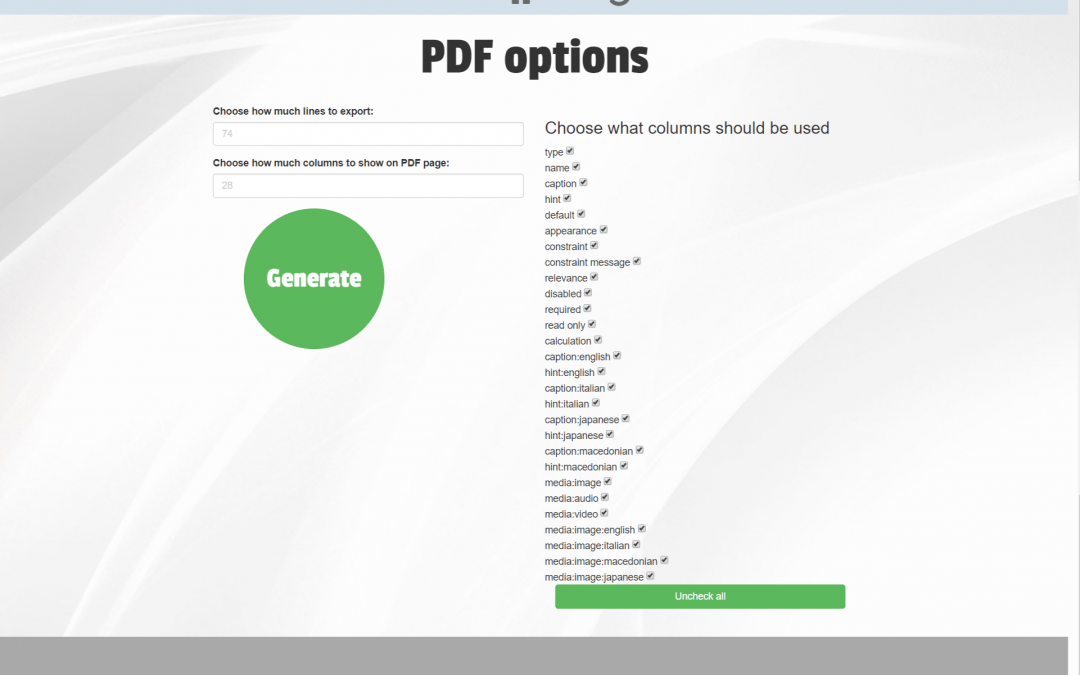 PDF options
Choose how much lines to export:
74
Choose how much columns to show on PDF page:
28
Generate
Choose what columns should be used
type
name
caption
hint
default
appearance
constraint
constraint message
relevance
disabled
required
read only
calculation
caption:english
hint:english
caption:italian
hint:italian
caption:japanese
hint:japanese
caption:macedonian
hint:macedonian
media:image
media:audio
media:video
media:image:english
media:image:italian
media:image:macedonian
media:image:japanese
Uncheck all